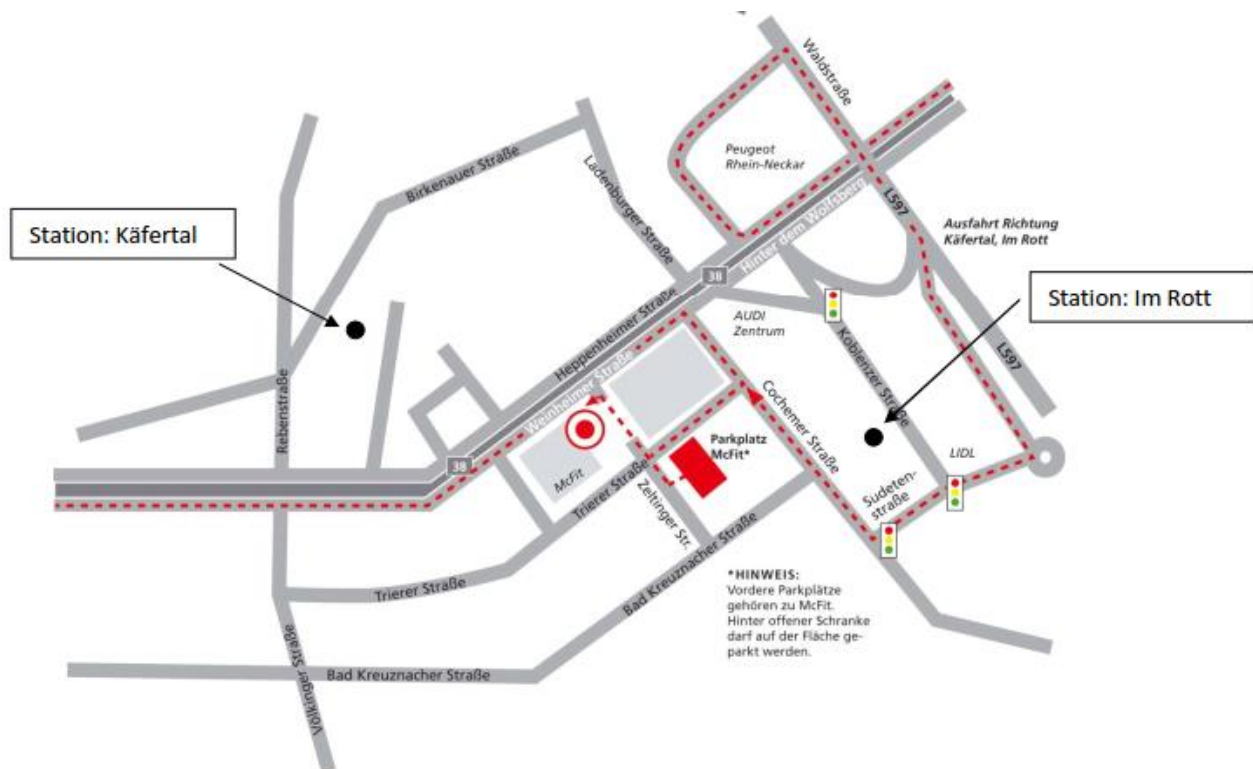 Waldstraße
Peugeot
Rhein-Neckar
Birkenauer Straße
Ladenburger Straße
Station: Käfertal
Hinter dem Wolfsberg
L597
Ausfahrt Richtung
Käfertal, Im Rott
38
Station: Im Rott
AUDI
Zentrum
Heppenheimer Straße
Koblenzer Straße
L597
Weinheimer Straße
Rebenstraße
Cochemer Straße
Parkplatz
McFit*
LIDL
38
McFit
Trierer Straße
Sudeten-
straße
Zeltinger Str.
*HINWEIS:
Vordere Parkplätze
gehören zu McFit.
Hinter offener Schranke
darf auf der Fläche ge-
parkt werden.
Trierer Straße
Bad Kreuznacher Straße
Bad Kreuznacher Straße
Völkinger Straße